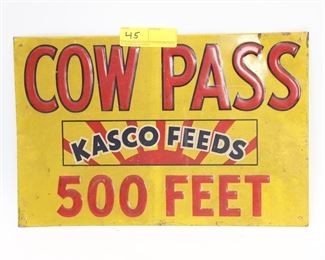 45
COW PASS
KASCO FEEDS
500 FEET